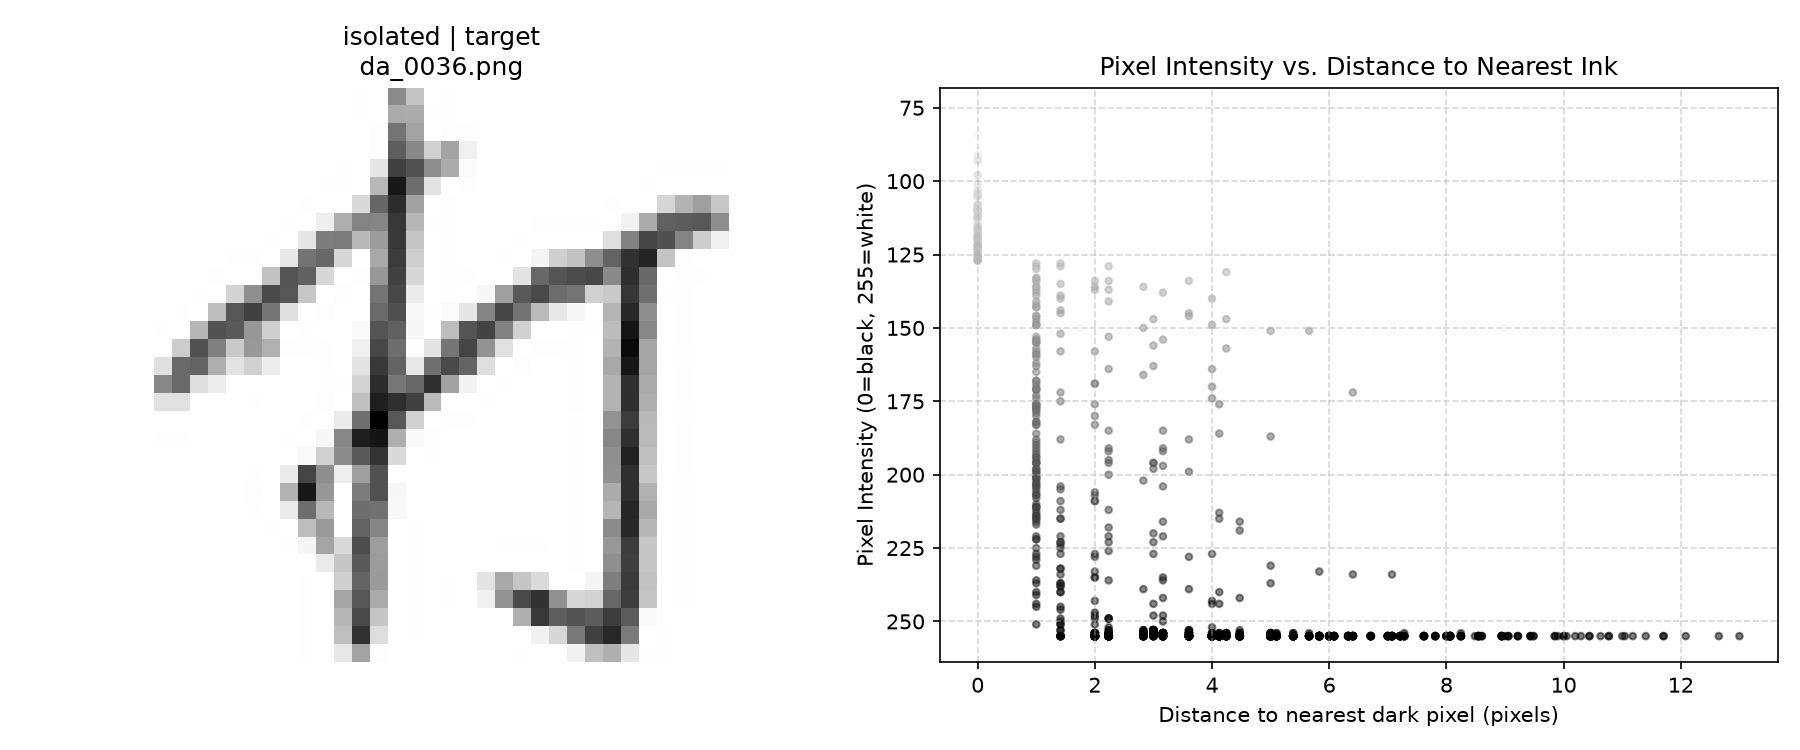 isolated | target
da_0036.png
Pixel Intensity vs. Distance to Nearest Ink
Pixel Intensity (0=black, 255=white)
75
100
125
150
175
200
225
250
0 2 4 6 8 10 12
Distance to nearest dark pixel (pixels)